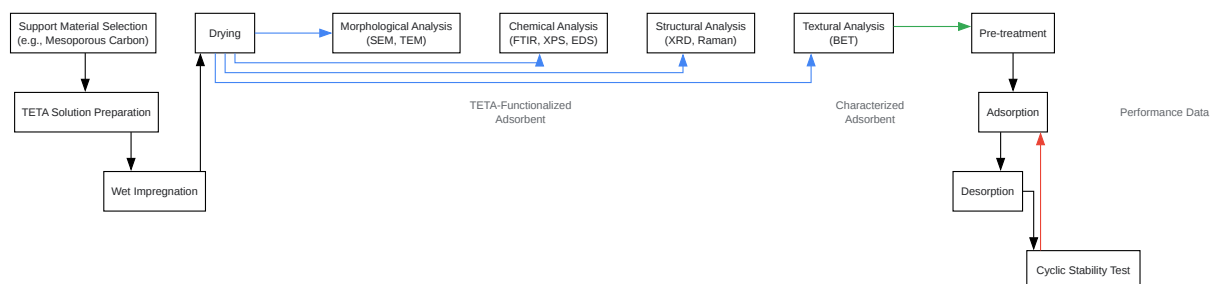 Support Material Selection
(e.g., Mesoporous Carbon)
Drying
Morphological Analysis
(SEM, TEM)
Chemical Analysis
(FTIR, XPS, EDS)
Structural Analysis
(XRD, Raman)
Textural Analysis
(BET)
Pre-treatment
TETA Solution Preparation
TETA-Functionalized
Adsorbent
Characterized
Adsorbent
Adsorption
Performance Data
Wet Impregnation
Desorption
Cyclic Stability Test